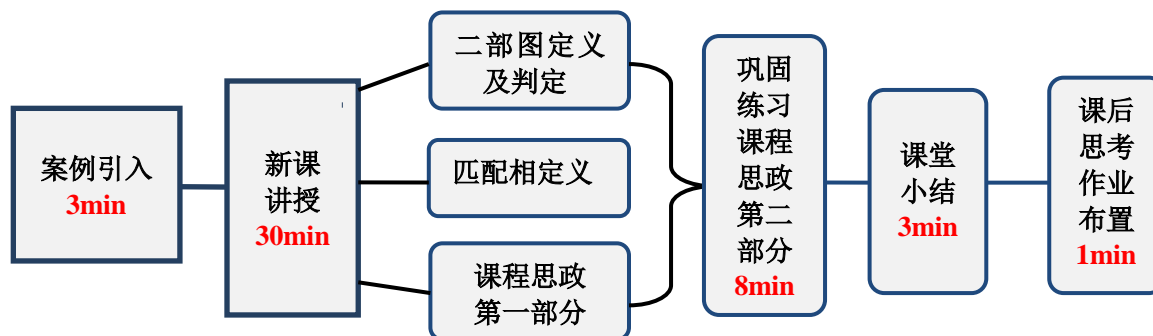 案例引入
3min
新课
讲授
30min
二部图定义
及判定
匹配相定义
课程思政
第一部分
巩固
练习
课程
思政
第二
部分
8min
课堂
小结
3min
课后
思考
作业
布置
1min